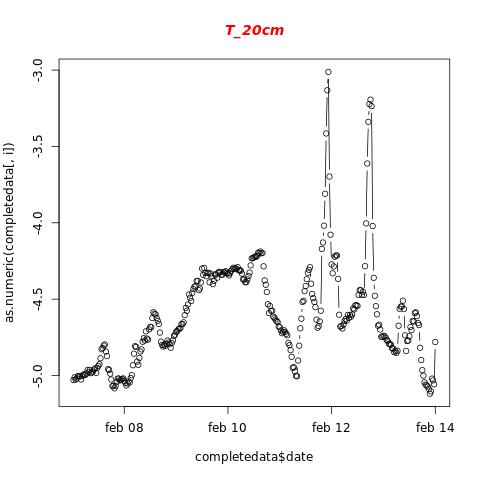 T_20cm
as.numeric(completedata[, i])
-3.0
-3.5
-4.0
-4.5
-5.0
feb 08 feb 10 feb 12 feb 14
completedata$date